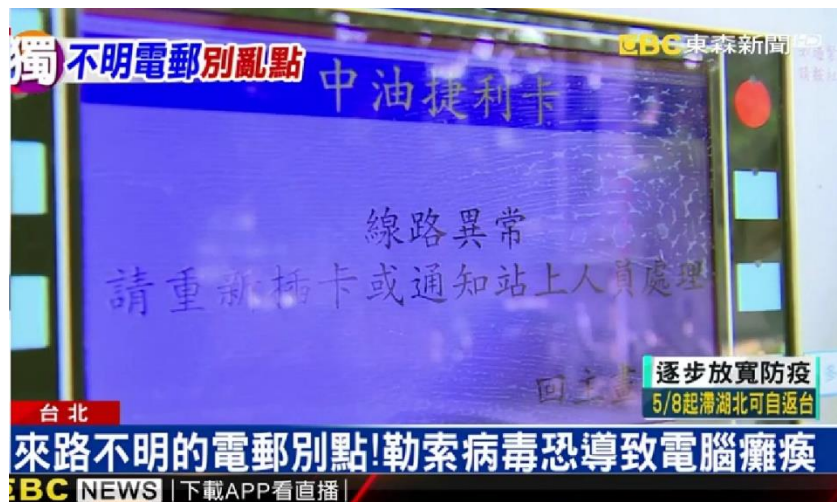 獨 不明電郵別亂點
EBC 東森新聞
中油捷利卡
線路異常
請重新插卡或通知站上人員處理
回主畫
逐步放寬防疫
5/8起滯湖北可自返台
台北
來路不明的電郵別點!勒索病毒恐導致電腦癱瘓
EBC NEWS 下載APP看直播